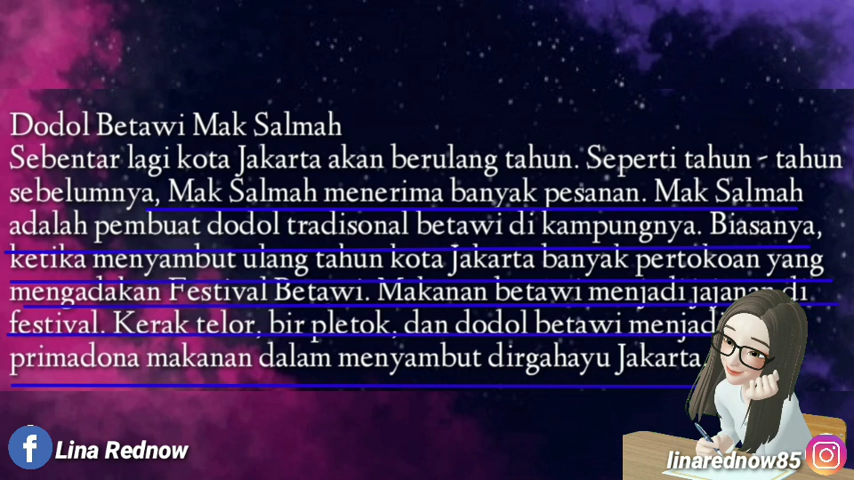 Dodol Betawi Mak Salmah
Sebentar lagi kota Jakarta akan berulang tahun. Seperti tahun - tahun
sebelumnya, Mak Salmah menerima banyak pesanan. Mak Salmah
adalah pembuat dodol tradisonal betawi di kampungnya. Biasanya,
ketika menyambut ulang tahun kota Jakarta banyak pertokoan yang
mengadakan Festival Betawi. Makanan betawi menjadi jajanan di
festival. Kerak telor, bir pletok, dan dodol betawi menjadi
primadona makanan dalam menyambut dirgahayu Jakarta.
Lina Rednow
linarednow85